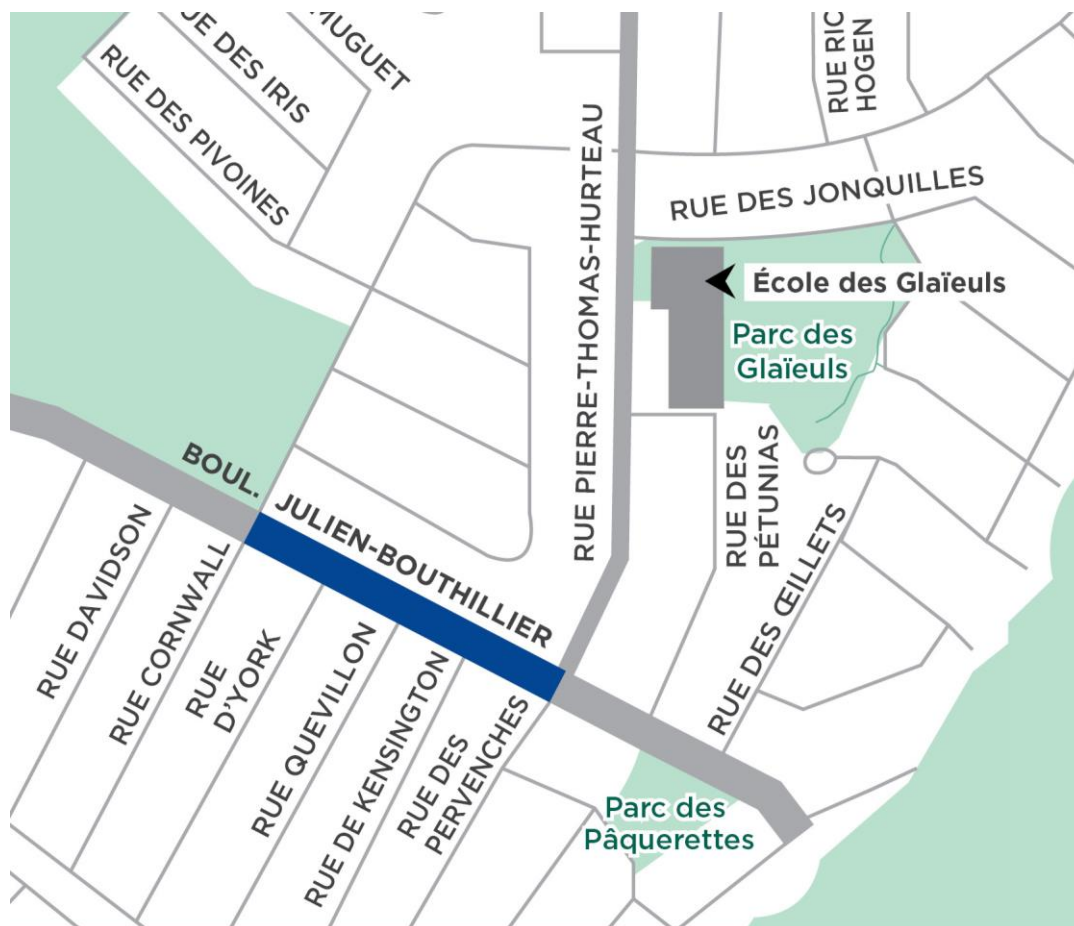 MUGUET
RUE DES IRIS
RUE DES PIVOINES
RUE RIC
HOGEN
RUE DES JONQUILLES
RUE PIERRE-THOMAS-HURTEAU
École des Glaïeuls
Parc des
Glaïeuls
BOUL.
JULIEN-BOUTHILLIER
RUE DES
PÉTUNIAS
RUE DES ŒILLETS
RUE DAVIDSON
RUE CORNWALL
RUE
D'YORK
RUE QUEVILLON
RUE DE KENSINGTON
RUE DES
PERVENCHES
Parc des
Pâquerettes